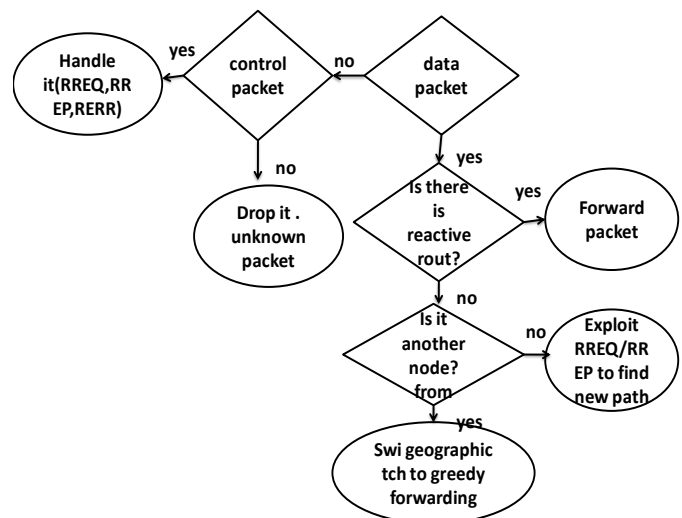 Handle
it(RREQ,RR
EP,RERR)
yes
control
packet
no
data
packet
no
Drop it .
unknown
packet
yes
Is there
is
reactive
rout?
yes
Forward
packet
no
Is it
another
node?
from
no
Exploit
RREQ/RR
EP to find
new path
yes
Swi geographic
tch to greedy
forwarding